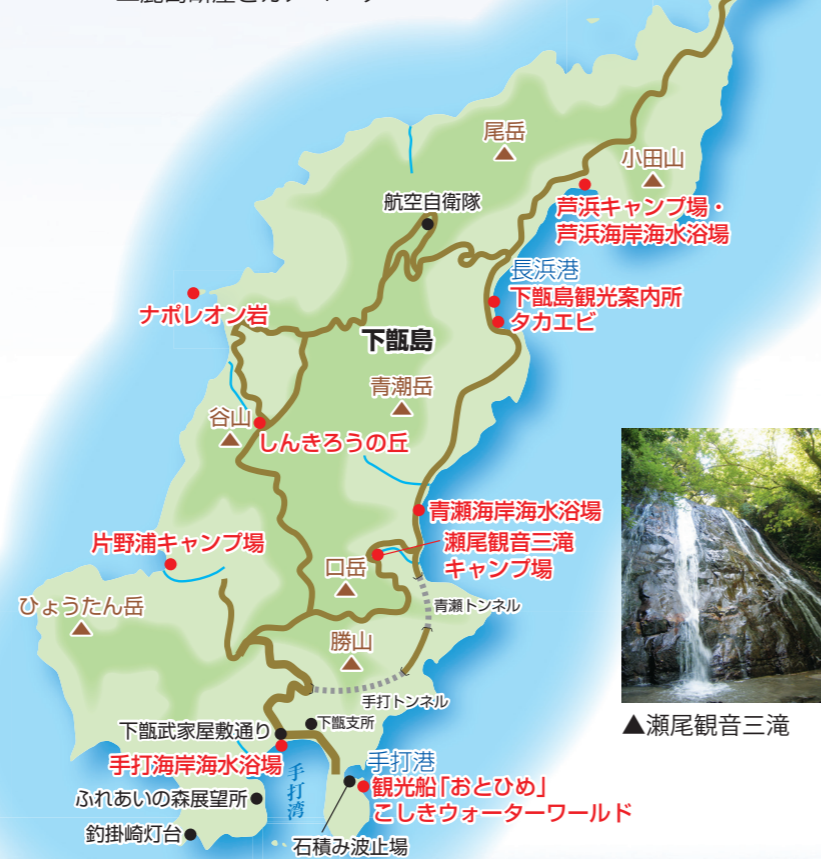 尾岳
小田山
航空自衛隊
芦浜キャンプ場・
芦浜海岸海水浴場
長浜港
下甑島観光案内所
タカエビ
ナポレオン岩
下甑島
青潮岳
谷山
しんきろうの丘
青瀬海岸海水浴場
瀬尾観音三滝
キャンプ場
片野浦キャンプ場
口岳
青瀬トンネル
ひょうたん岳
勝山
手打トンネル
下甑支所
下甑武家屋敷通り
手打海岸海水浴場
手打湾
手打港
観光船「おとひめ」
こしきウォーターワールド
ふれあいの森展望所
釣掛崎灯台
石積み波止場
▲瀬尾観音三滝